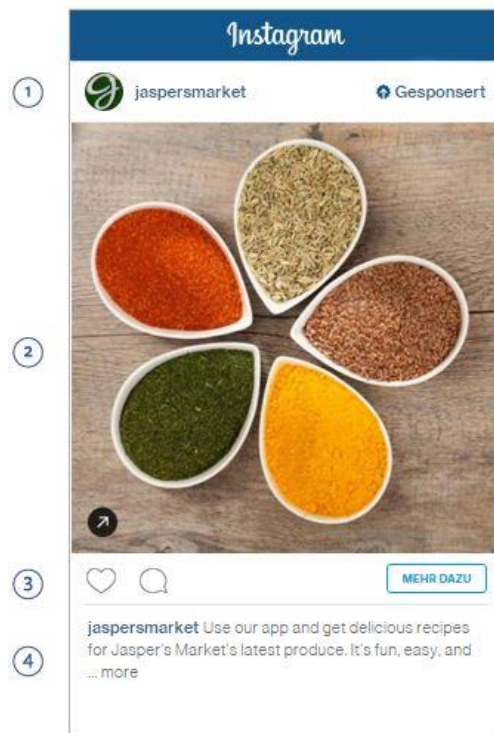 Instagram
1
jaspersmarket
Gesponsert
2
3
MEHR DAZU
4
jaspersmarket Use our app and get delicious recipes
for Jasper's Market's latest produce. It's fun, easy, and
... more